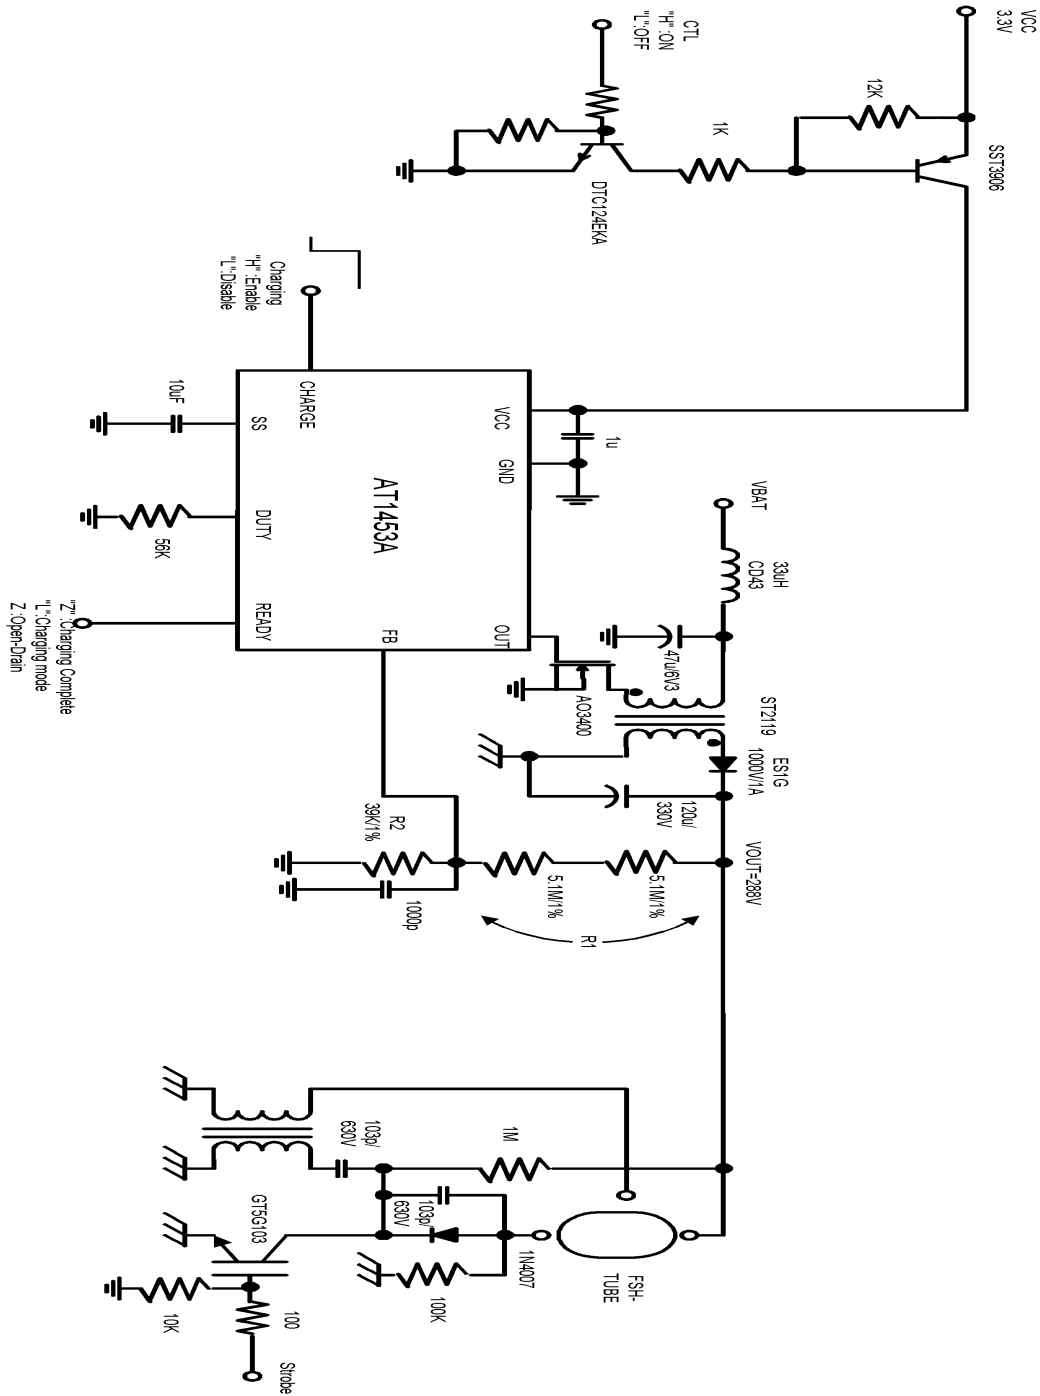 VCC
3.3V
12K
SST3906
CTL
"H" :ON
"L":OFF
1K
DTC124EKA
Charging
"H" :Enable
"L":Disable
10uF
CHARGE
SS
VCC
GND
1u
AT1453A
DUTY
56K
READY
FB
OUT
"Z" :Charging Complete
"L":Charging mode
Z :Open-Drain
VBAT
33uH
CD43
47u/6V3
AO3400
ST2119
ES1G
1000V/1A
120u/
330V
VOUT=288V
R2
39K/1%
1000p
5.1M/1%
5.1M/1%
R1
103p/
630V
1M
103p/
630V
GT5G103
1N4007
FSH-
TUBE
100K
10K
100
Strobe